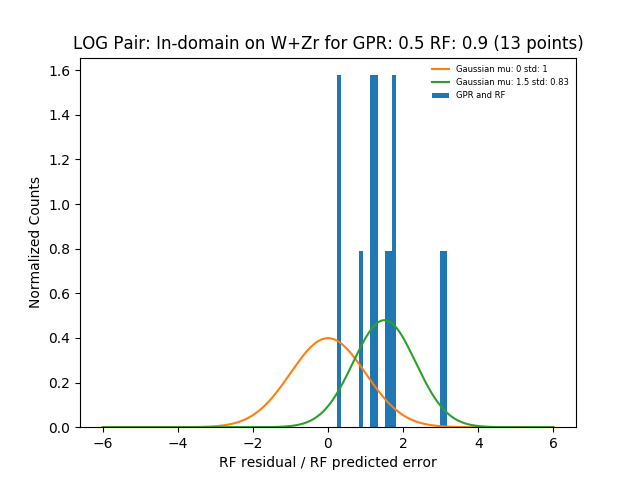 LOG Pair: In-domain on W+Zr for GPR: 0.5 RF: 0.9 (13 points)
Gaussian mu: 0 std: 1
Gaussian mu: 1.5 std: 0.83
GPR and RF
Normalized Counts
1.6
1.4
1.2
1.0
0.8
0.6
0.4
0.2
0.0
−6 −4 −2 0 2 4 6
RF residual / RF predicted error